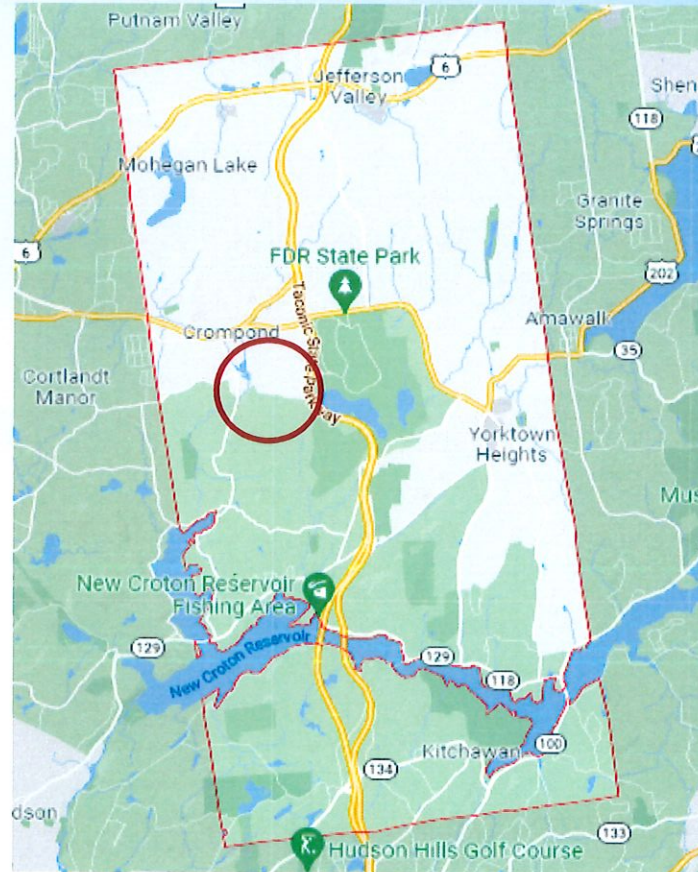 Putnam Valley
Jefferson
Valley
6
Shen
118
Mohegan Lake
Granite
Springs
6
FDR State Park
202
Taconic State Parkway
Crompond
Amawalk
35
Cortlandt
Manor
Yorktown
Heights
Mus
New Croton Reservoir
Fishing Area
129
New Croton Reservoir
129
118
Kitchawan
100
134
dson
133
Hudson Hills Golf Course